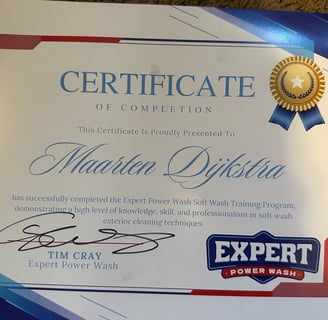 CERTIFICATE
OF COMPLETION
This Certificate Is Proudly Presented To
Maarten Dijkstra
has successfully completed the Expert Power Wash Soft Wash Training Program,
demonstrating a high level of knowledge, skill, and professionalism in soft wash
exterior cleaning techniques
TIM CRAY
Expert Power Wash
EXPERT
POWER WASH